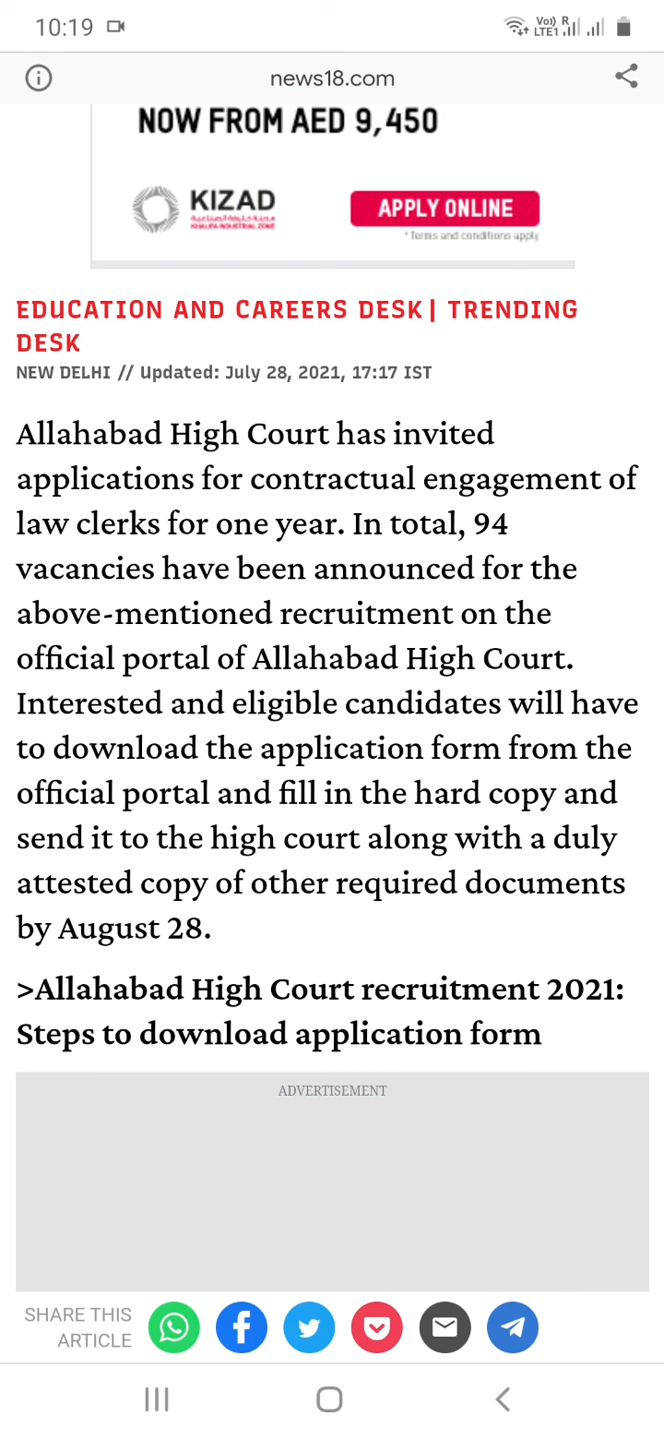 10:19
Vo)) R
LTE1
news18.com
NOW FROM AED 9,450
KIZAD
KHALIFA INDUSTRIAL ZONE
APPLY ONLINE
* Terms and conditions apply
EDUCATION AND CAREERS DESK| TRENDING
DESK
NEW DELHI // Updated: July 28, 2021, 17:17 IST
Allahabad High Court has invited
applications for contractual engagement of
law clerks for one year. In total, 94
vacancies have been announced for the
above-mentioned recruitment on the
official portal of Allahabad High Court.
Interested and eligible candidates will have
to download the application form from the
official portal and fill in the hard copy and
send it to the high court along with a duly
attested copy of other required documents
by August 28.
>Allahabad High Court recruitment 2021:
Steps to download application form
ADVERTISEMENT
SHARE THIS
ARTICLE